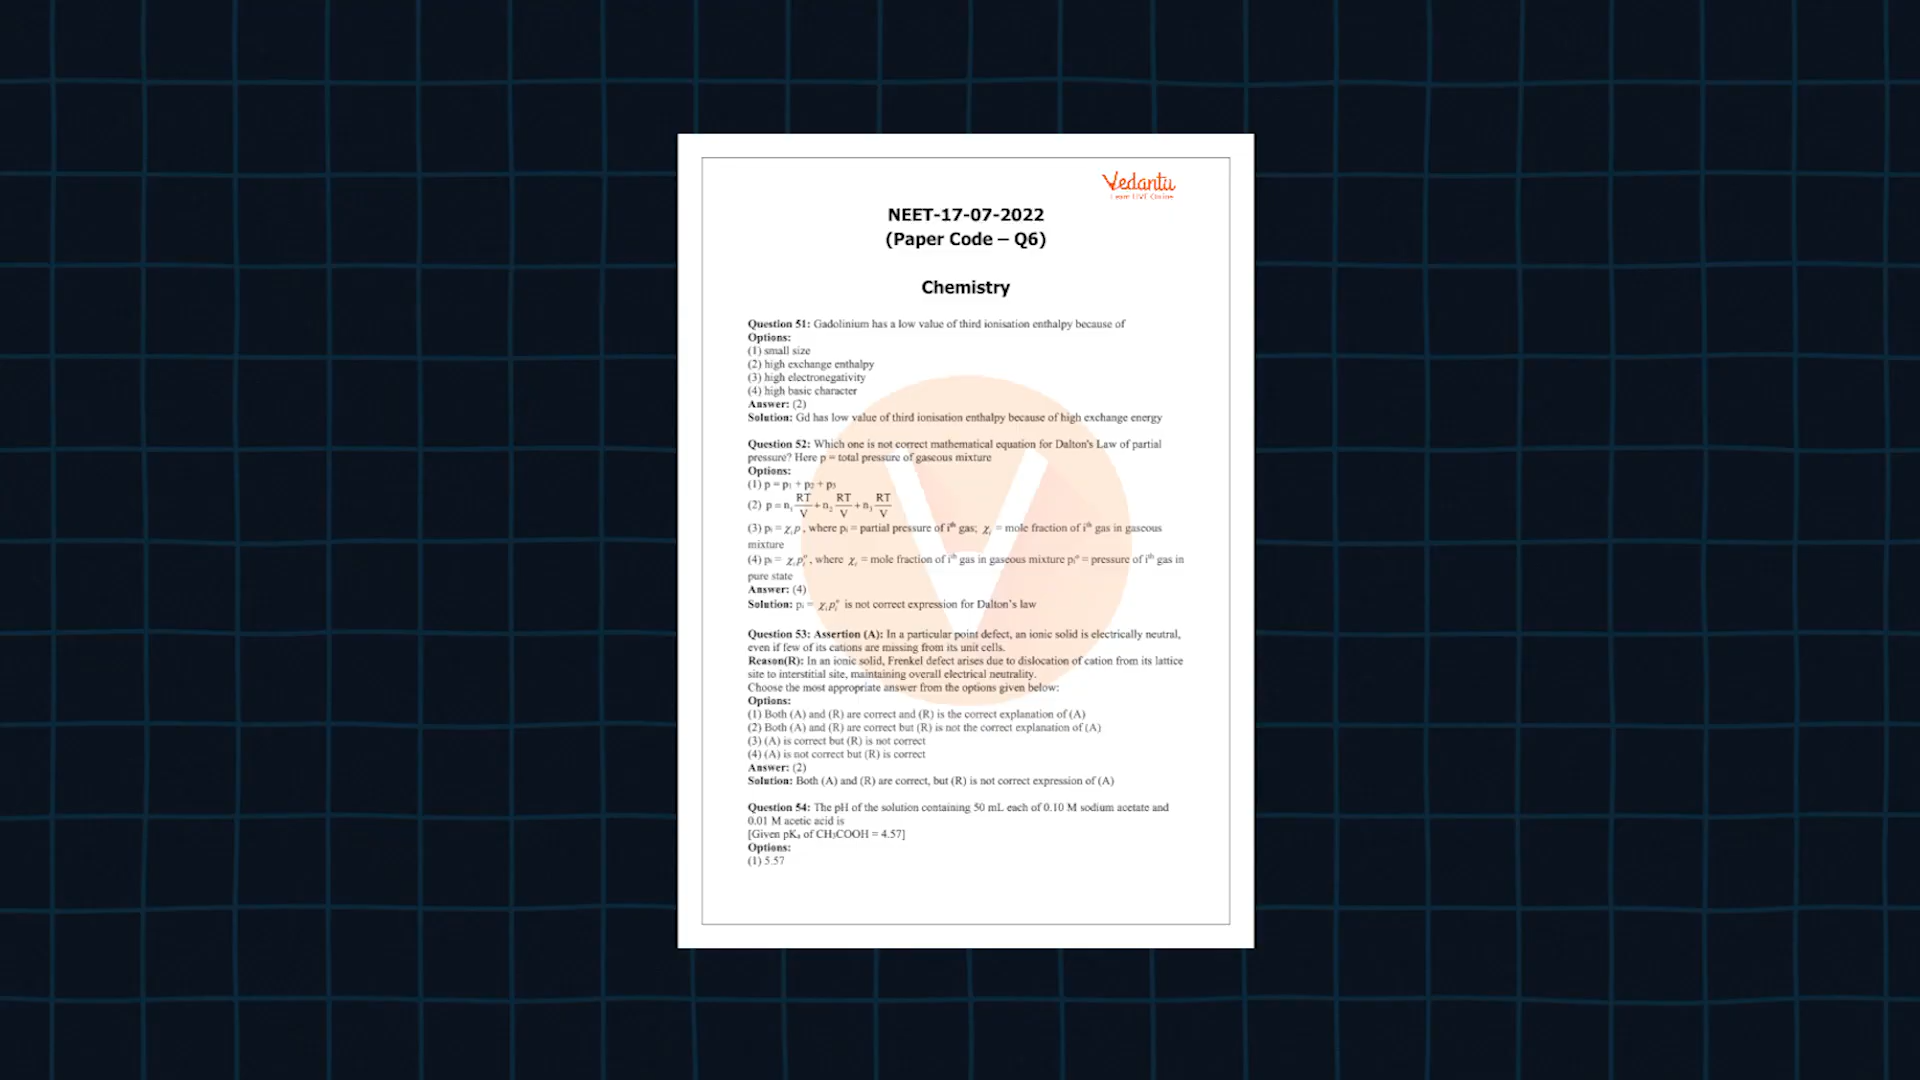 Vedantu
Learn LIVE Online
NEET-17-07-2022
(Paper Code – Q6)
Chemistry
Question 51: Gadolinium has a low value of third ionisation enthalpy because of
Options:
(1) small size
(2) high exchange enthalpy
(3) high electronegativity
(4) high basic character
Answer: (2)
Solution: Gd has low value of third ionisation enthalpy because of high exchange energy
Question 52: Which one is not correct mathematical equation for Dalton's Law of partial
pressure? Here p = total pressure of gaseous mixture
Options:
(1) p = p₁ + p₂ + p₃
(2) p = n₁ RT/V + n₂ RT/V + n₃ RT/V
(3) pᵢ = χᵢp , where pᵢ = partial pressure of iᵗʰ gas; χᵢ = mole fraction of iᵗʰ gas in gaseous
mixture
(4) pᵢ = χᵢpᵢ° , where χᵢ = mole fraction of iᵗʰ gas in gaseous mixture pᵢ° = pressure of iᵗʰ gas in
pure state
Answer: (4)
Solution: pᵢ = χᵢpᵢ° is not correct expression for Dalton's law
Question 53: Assertion (A): In a particular point defect, an ionic solid is electrically neutral,
even if few of its cations are missing from its unit cells.
Reason(R): In an ionic solid, Frenkel defect arises due to dislocation of cation from its lattice
site to interstitial site, maintaining overall electrical neutrality.
Choose the most appropriate answer from the options given below:
Options:
(1) Both (A) and (R) are correct and (R) is the correct explanation of (A)
(2) Both (A) and (R) are correct but (R) is not the correct explanation of (A)
(3) (A) is correct but (R) is not correct
(4) (A) is not correct but (R) is correct
Answer: (2)
Solution: Both (A) and (R) are correct, but (R) is not correct expression of (A)
Question 54: The pH of the solution containing 50 mL each of 0.10 M sodium acetate and
0.01 M acetic acid is
[Given pKₐ of CH₃COOH = 4.57]
Options:
(1) 5.57